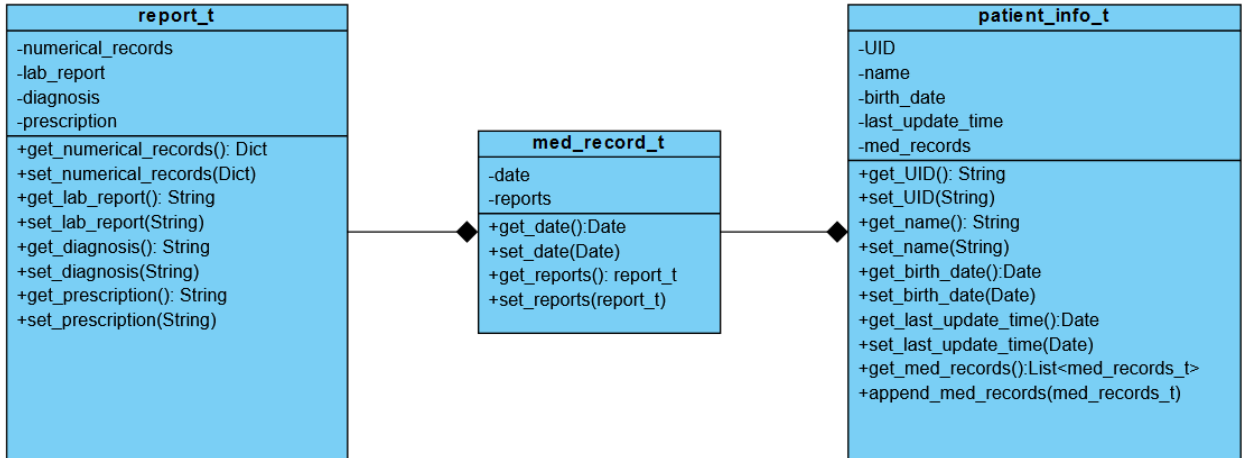 report_t
-numerical_records
-lab_report
-diagnosis
-prescription
+get_numerical_records(): Dict
+set_numerical_records(Dict)
+get_lab_report(): String
+set_lab_report(String)
+get_diagnosis(): String
+set_diagnosis(String)
+get_prescription(): String
+set_prescription(String)
med_record_t
-date
-reports
+get_date():Date
+set_date(Date)
+get_reports(): report_t
+set_reports(report_t)
patient_info_t
-UID
-name
-birth_date
-last_update_time
-med_records
+get_UID(): String
+set_UID(String)
+get_name(): String
+set_name(String)
+get_birth_date():Date
+set_birth_date(Date)
+get_last_update_time():Date
+set_last_update_time(Date)
+get_med_records():List<med_records_t>
+append_med_records(med_records_t)